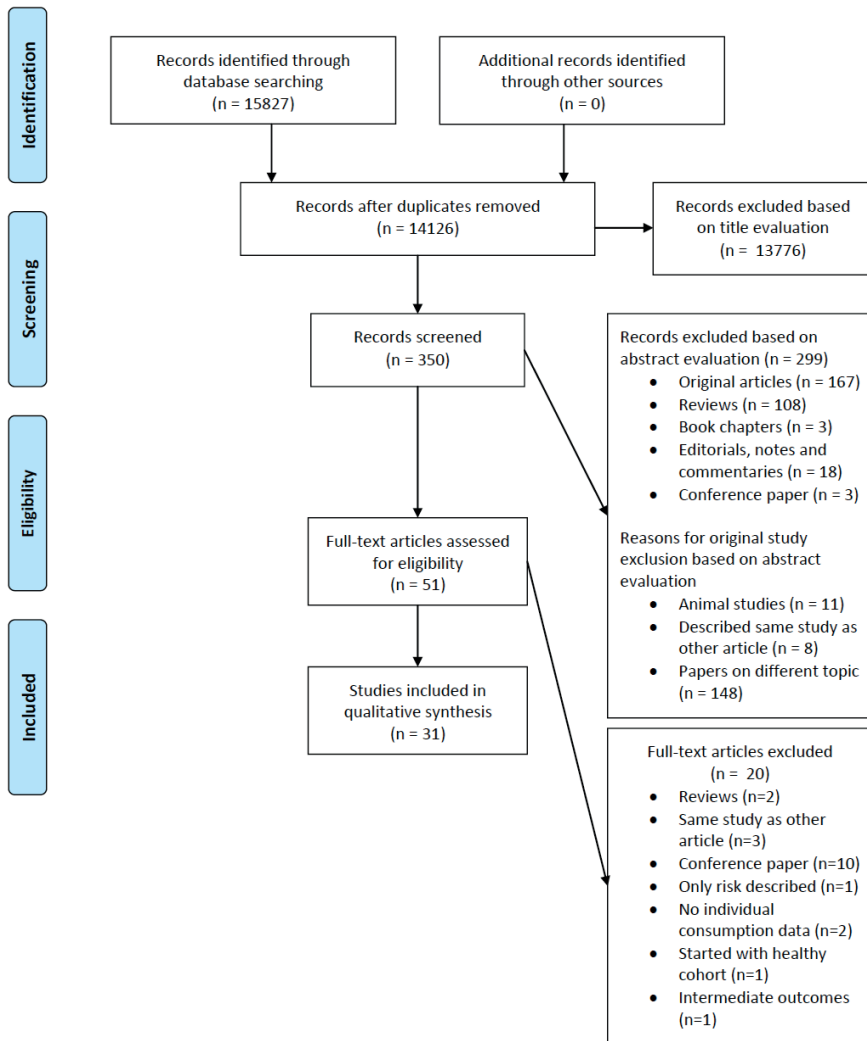 Identification
Records identified through
database searching
(n = 15827)
Additional records identified
through other sources
(n = 0)
Records after duplicates removed
(n = 14126)
Records excluded based
on title evaluation
(n = 13776)
Screening
Records screened
(n = 350)
Records excluded based on
abstract evaluation (n = 299)
• Original articles (n = 167)
• Reviews (n = 108)
• Book chapters (n = 3)
• Editorials, notes and
commentaries (n = 18)
• Conference paper (n = 3)
Reasons for original study
exclusion based on abstract
evaluation
• Animal studies (n = 11)
• Described same study as
other article (n = 8)
• Papers on different topic
(n = 148)
Eligibility
Full-text articles assessed
for eligibility
(n = 51)
Included
Studies included in
qualitative synthesis
(n = 31)
Full-text articles excluded
(n = 20)
• Reviews (n=2)
• Same study as other
article (n=3)
• Conference paper (n=10)
• Only risk described (n=1)
• No individual
consumption data (n=2)
• Started with healthy
cohort (n=1)
• Intermediate outcomes
(n=1)